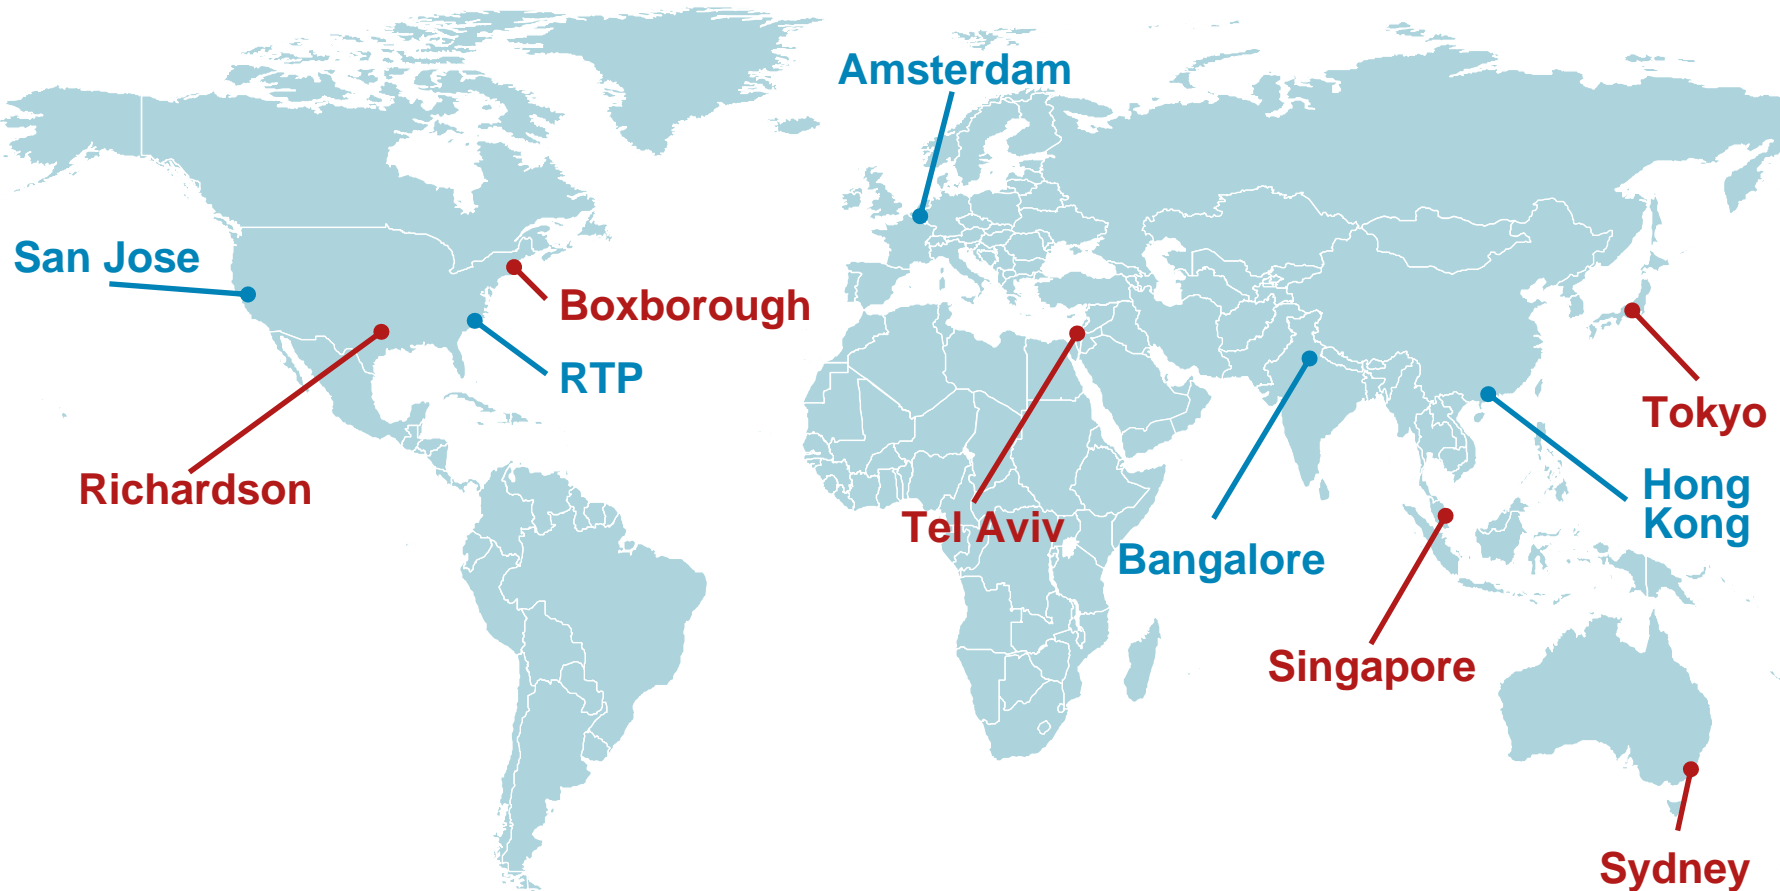 Amsterdam
San Jose
Boxborough
RTP
Tokyo
Richardson
Hong
Kong
Tel Aviv
Bangalore
Singapore
Sydney